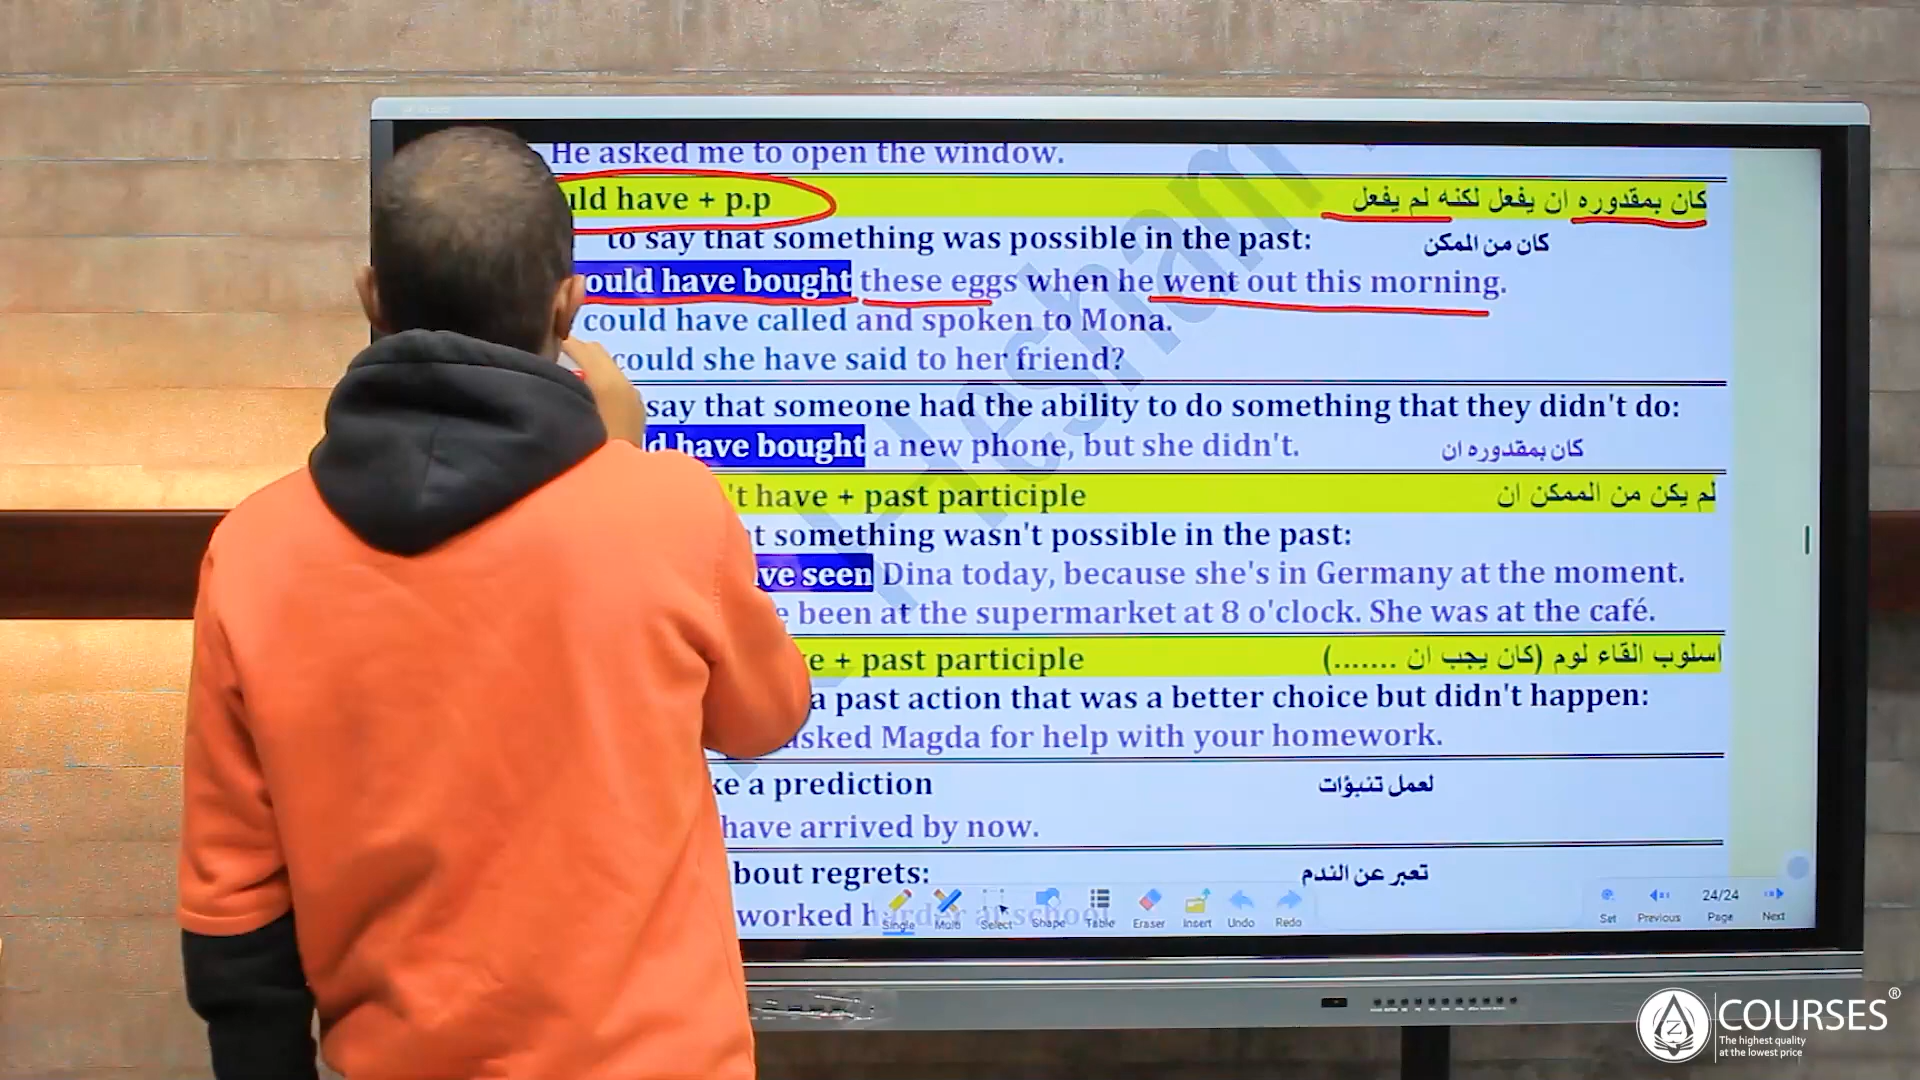 He asked me to open the window.
uld have + p.p كان بمقدوره ان يفعل لكنه لم يفعل
to say that something was possible in the past: كان من الممكن
ould have bought these eggs when he went out this morning.
could have called and spoken to Mona.
could she have said to her friend?
say that someone had the ability to do something that they didn't do:
ld have bought a new phone, but she didn't. كان بمقدوره ان
't have + past participle لم يكن من الممكن ان
t something wasn't possible in the past:
ve seen Dina today, because she's in Germany at the moment.
e been at the supermarket at 8 o'clock. She was at the café.
ve + past participle اسلوب القاء لوم (كان يجب ان .......)
a past action that was a better choice but didn't happen:
asked Magda for help with your homework.
ke a prediction لعمل تنبؤات
have arrived by now.
bout regrets: تعبر عن الندم
worked harder at school
Single Multi Select Shape Table Eraser Insert Undo Redo
Set Previous 24/24 Page Next
Hesham
COURSES®
The highest quality
at the lowest price